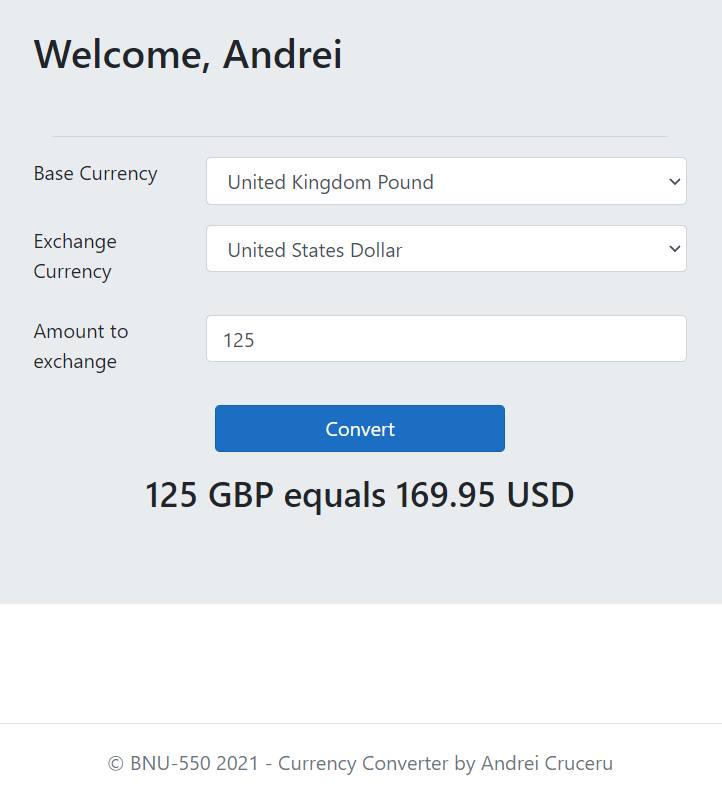 Welcome, Andrei
Base Currency
United Kingdom Pound
Exchange
Currency
United States Dollar
Amount to
exchange
125
Convert
125 GBP equals 169.95 USD
© BNU-550 2021 - Currency Converter by Andrei Cruceru